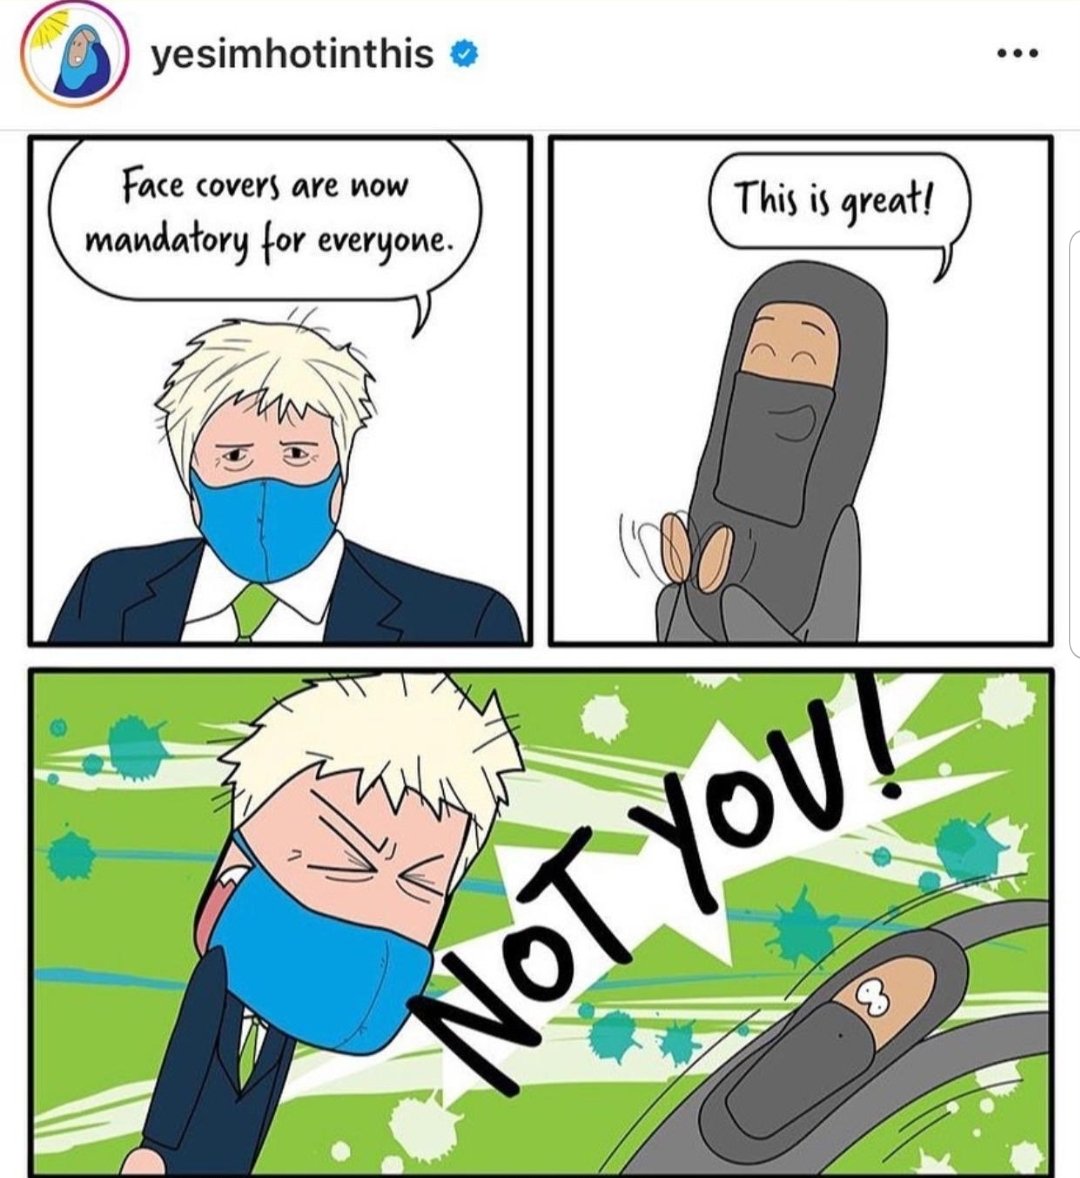 yesimhotinthis
Face covers are now
mandatory for everyone.
This is great!
NOT YOU!